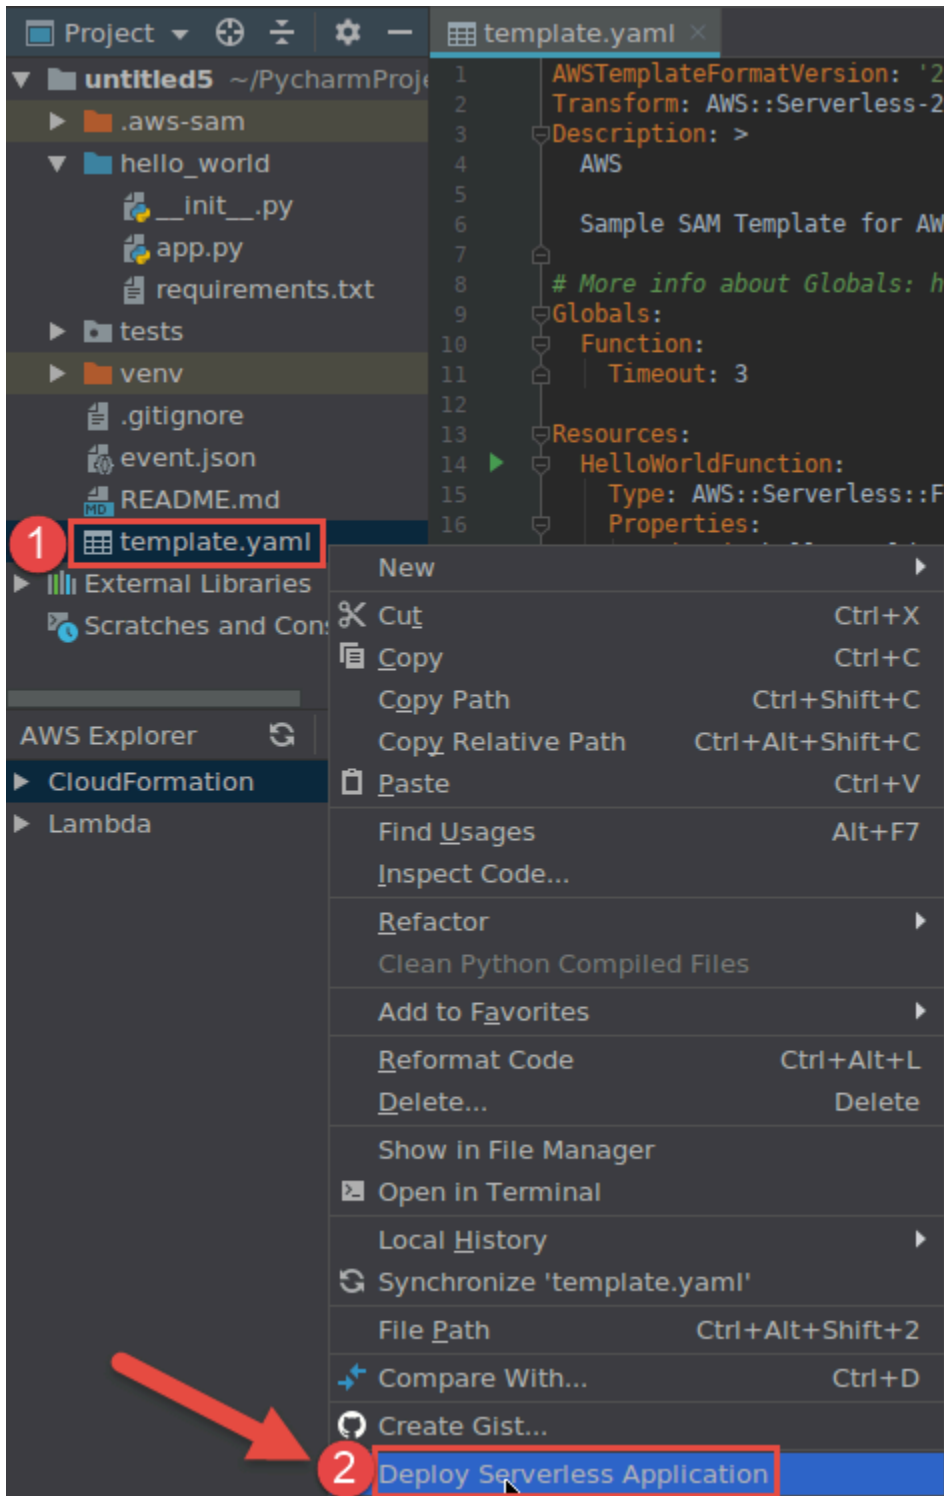 Project
untitled5 ~/PycharmProje
.aws-sam
hello_world
__init__.py
app.py
requirements.txt
tests
venv
.gitignore
event.json
README.md
1
template.yaml
External Libraries
Scratches and Con
template.yaml
1 AWSTemplateFormatVersion: '2
2 Transform: AWS::Serverless-2
3 Description: >
4 AWS
5
6 Sample SAM Template for AW
7
8 # More info about Globals: h
9 Globals:
10 Function:
11 Timeout: 3
12
13 Resources:
14 HelloWorldFunction:
15 Type: AWS::Serverless::F
16 Properties:
AWS Explorer
CloudFormation
Lambda
New
Cut Ctrl+X
Copy Ctrl+C
Copy Path Ctrl+Shift+C
Copy Relative Path Ctrl+Alt+Shift+C
Paste Ctrl+V
Find Usages Alt+F7
Inspect Code...
Refactor
Clean Python Compiled Files
Add to Favorites
Reformat Code Ctrl+Alt+L
Delete... Delete
Show in File Manager
Open in Terminal
Local History
Synchronize 'template.yaml'
File Path Ctrl+Alt+Shift+2
Compare With... Ctrl+D
Create Gist...
2
Deploy Serverless Application